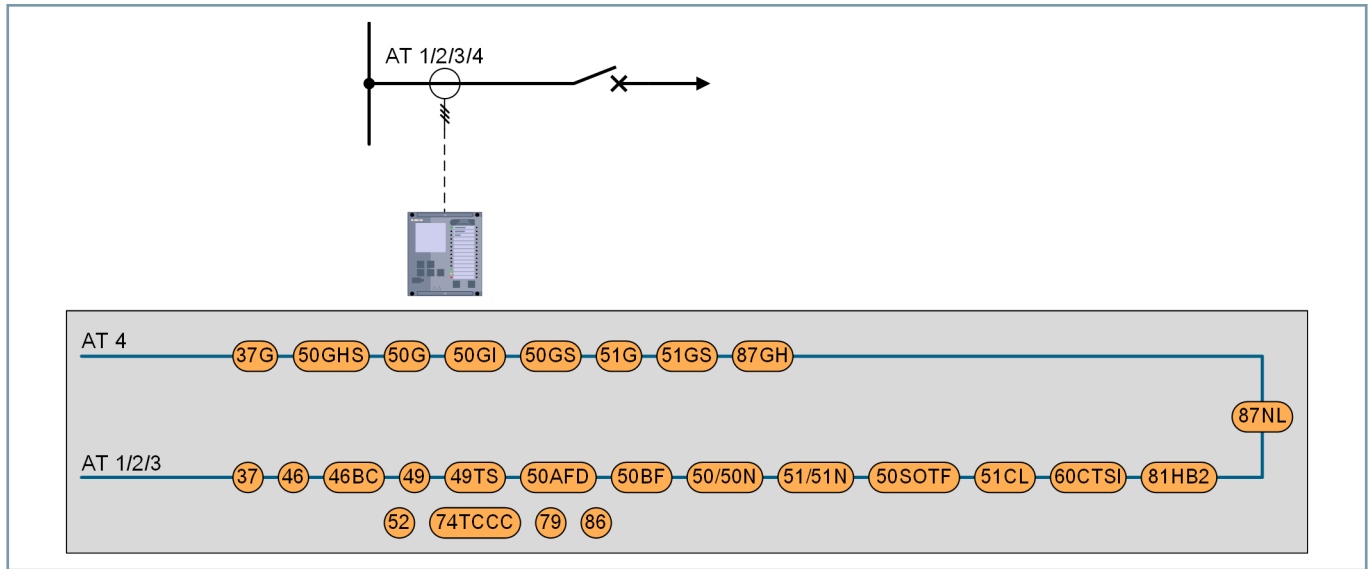 AT 1/2/3/4
AT 4
37G 50GHS 50G 50GI 50GS 51G 51GS 87GH
87NL
AT 1/2/3
37 46 46BC 49 49TS 50AFD 50BF 50/50N 51/51N 50SOTF 51CL 60CTSI 81HB2
52 74TCCC 79 86